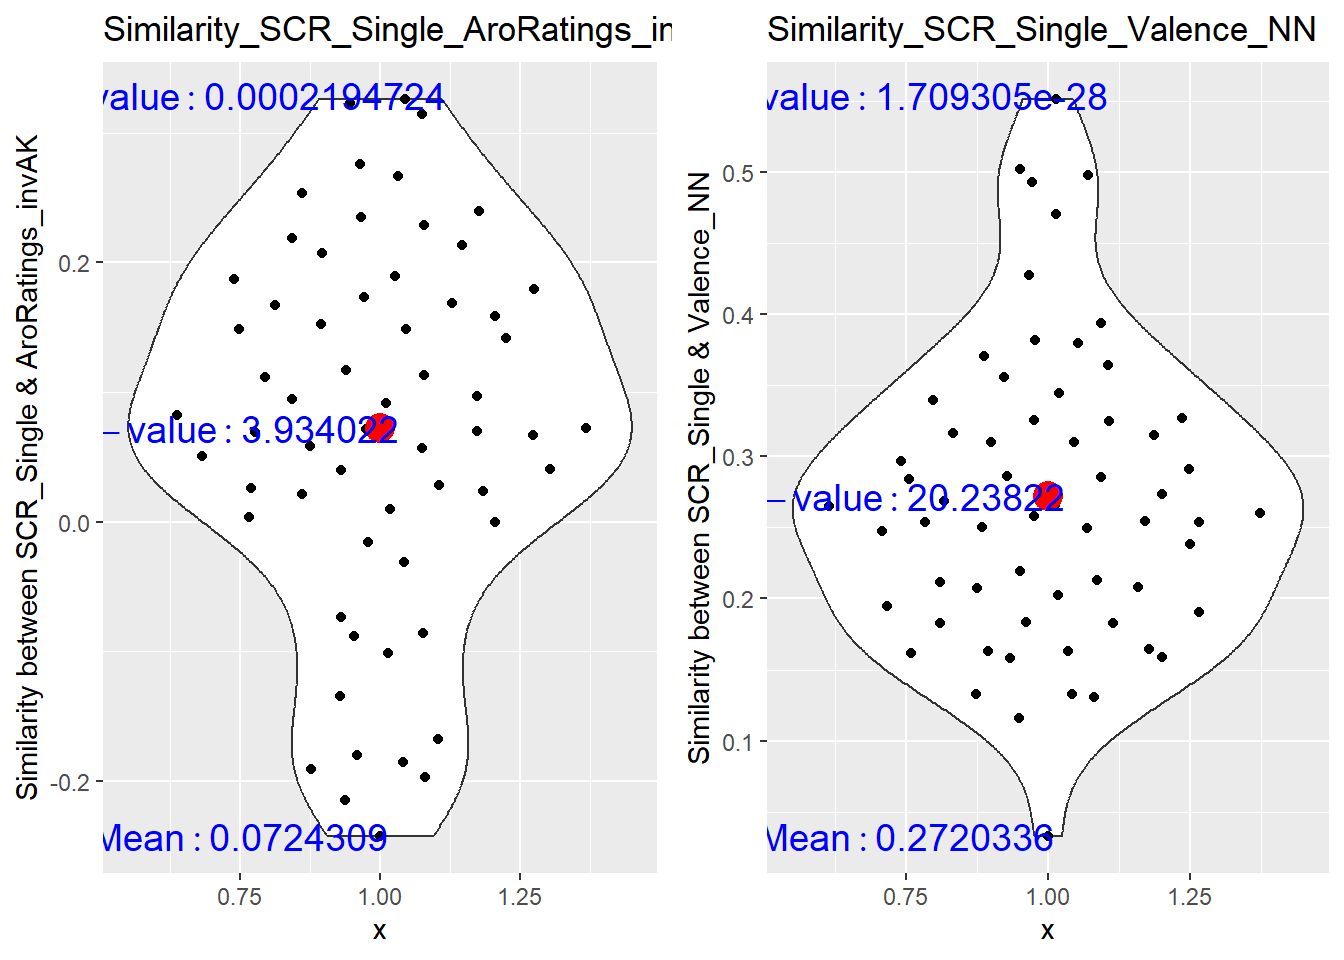 Similarity_SCR_Single_AroRatings_in
value : 0.0002194724
– value : 3.934022
Mean : 0.0724309
0.2
0.0
-0.2
0.75 1.00 1.25
x
Similarity between SCR_Single & AroRatings_invAK
Similarity_SCR_Single_Valence_NN
value : 1.709305e-28
– value : 20.23822
Mean : 0.2720336
0.5
0.4
0.3
0.2
0.1
0.75 1.00 1.25
x
Similarity between SCR_Single & Valence_NN